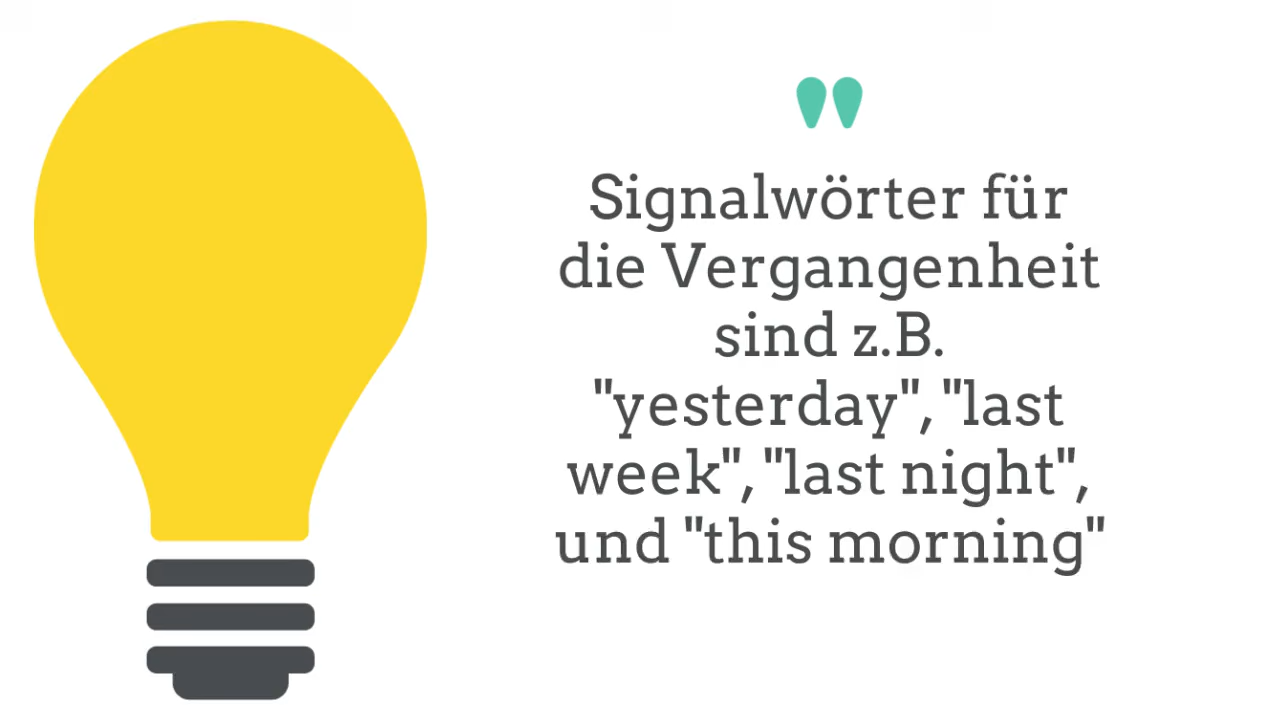 "
Signalwörter für
die Vergangenheit
sind z.B.
"yesterday", "last
week", "last night",
und "this morning"